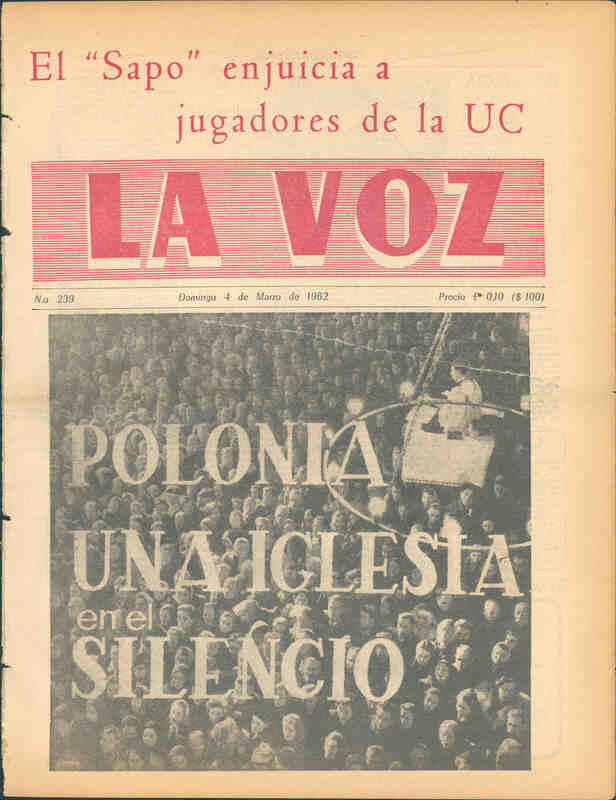 El "Sapo" enjuicia a
jugadores de la UC
LA VOZ
N.o 239 Domingo 4 de Marzo de 1962 Precio Eº 0,10 ($ 100)
POLONIA
UNA IGLESIA
en el
SILENCIO